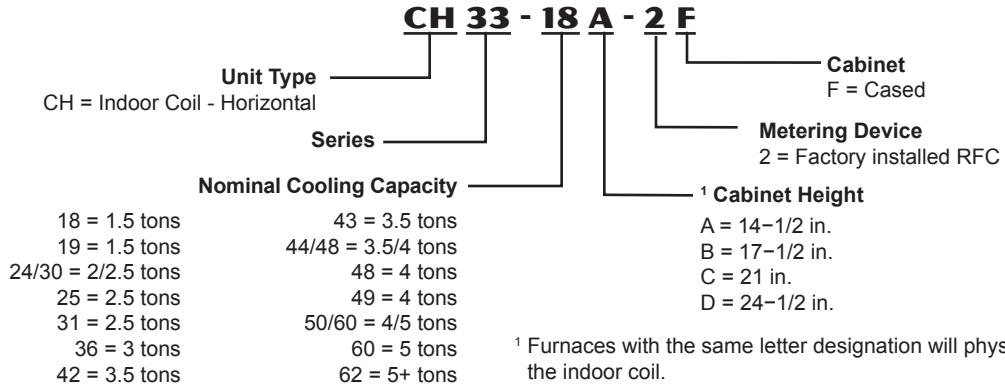 CH 33 - 18 A - 2 F
Unit Type
CH = Indoor Coil - Horizontal
Series
Nominal Cooling Capacity
18 = 1.5 tons
19 = 1.5 tons
24/30 = 2/2.5 tons
25 = 2.5 tons
31 = 2.5 tons
36 = 3 tons
42 = 3.5 tons
43 = 3.5 tons
44/48 = 3.5/4 tons
48 = 4 tons
49 = 4 tons
50/60 = 4/5 tons
60 = 5 tons
62 = 5+ tons
Cabinet
F = Cased
Metering Device
2 = Factory installed RFC
¹ Cabinet Height
A = 14−1/2 in.
B = 17−1/2 in.
C = 21 in.
D = 24−1/2 in.
¹ Furnaces with the same letter designation will
the indoor coil.